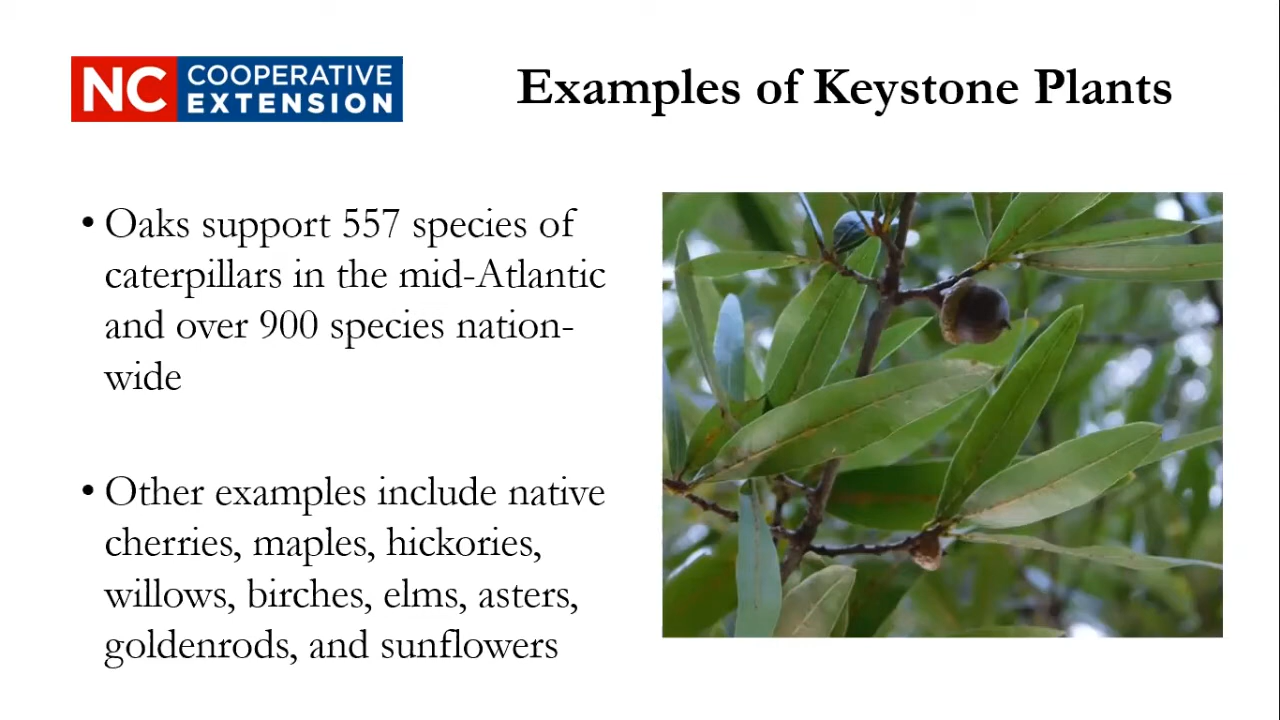 NC COOPERATIVE EXTENSION
Examples of Keystone Plants
• Oaks support 557 species of
caterpillars in the mid-Atlantic
and over 900 species nation-
wide
• Other examples include native
cherries, maples, hickories,
willows, birches, elms, asters,
goldenrods, and sunflowers